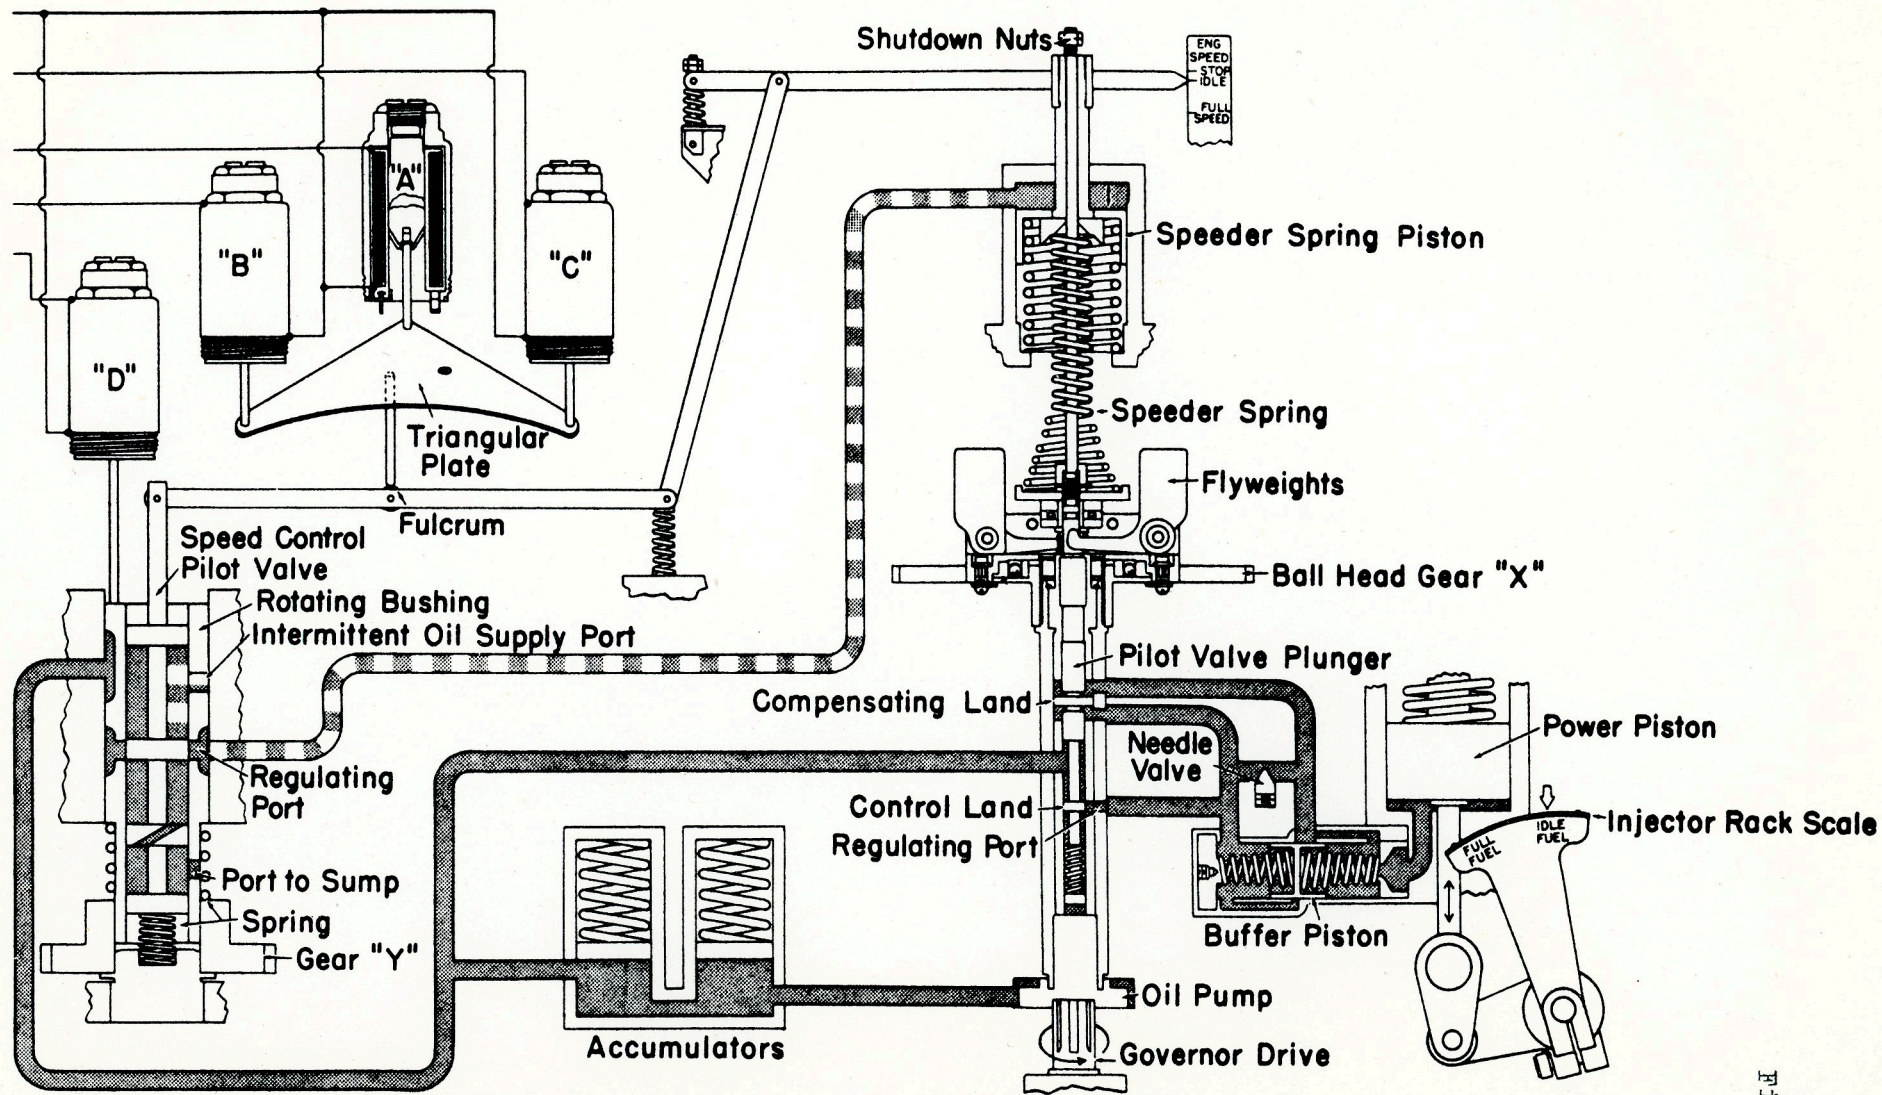 Shutdown Nuts
ENG
SPEED
STOP
IDLE
FULL
SPEED
"A"
"B"
"C"
"D"
Speeder Spring Piston
Triangular
Plate
Speeder Spring
Flyweights
Fulcrum
Speed Control
Pilot Valve
Rotating Bushing
Intermittent Oil Supply Port
Ball Head Gear "X"
Pilot Valve Plunger
Compensating Land
Needle
Valve
Power Piston
Regulating
Port
Control Land
Regulating Port
Injector Rack Scale
FULL
FUEL
IDLE
FUEL
Port to Sump
Spring
Gear "Y"
Buffer Piston
Oil Pump
Accumulators
Governor Drive